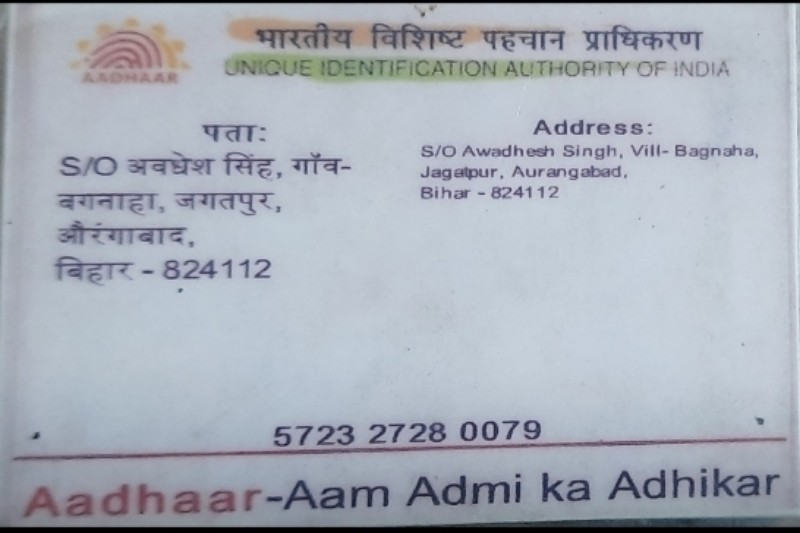 भारतीय विशिष्ट पहचान प्राधिकरण
AADHAAR
UNIQUE IDENTIFICATION AUTHORITY OF INDIA
पता:
S/O अवधेश सिंह, गाँव-
बगनाहा, जगतपुर,
औरंगाबाद,
बिहार - 824112
Address:
S/O Awadhesh Singh, Vill- Bagnaha,
Jagatpur, Aurangabad,
Bihar - 824112
5723 2728 0079
Aadhaar-Aam Admi ka Adhikar